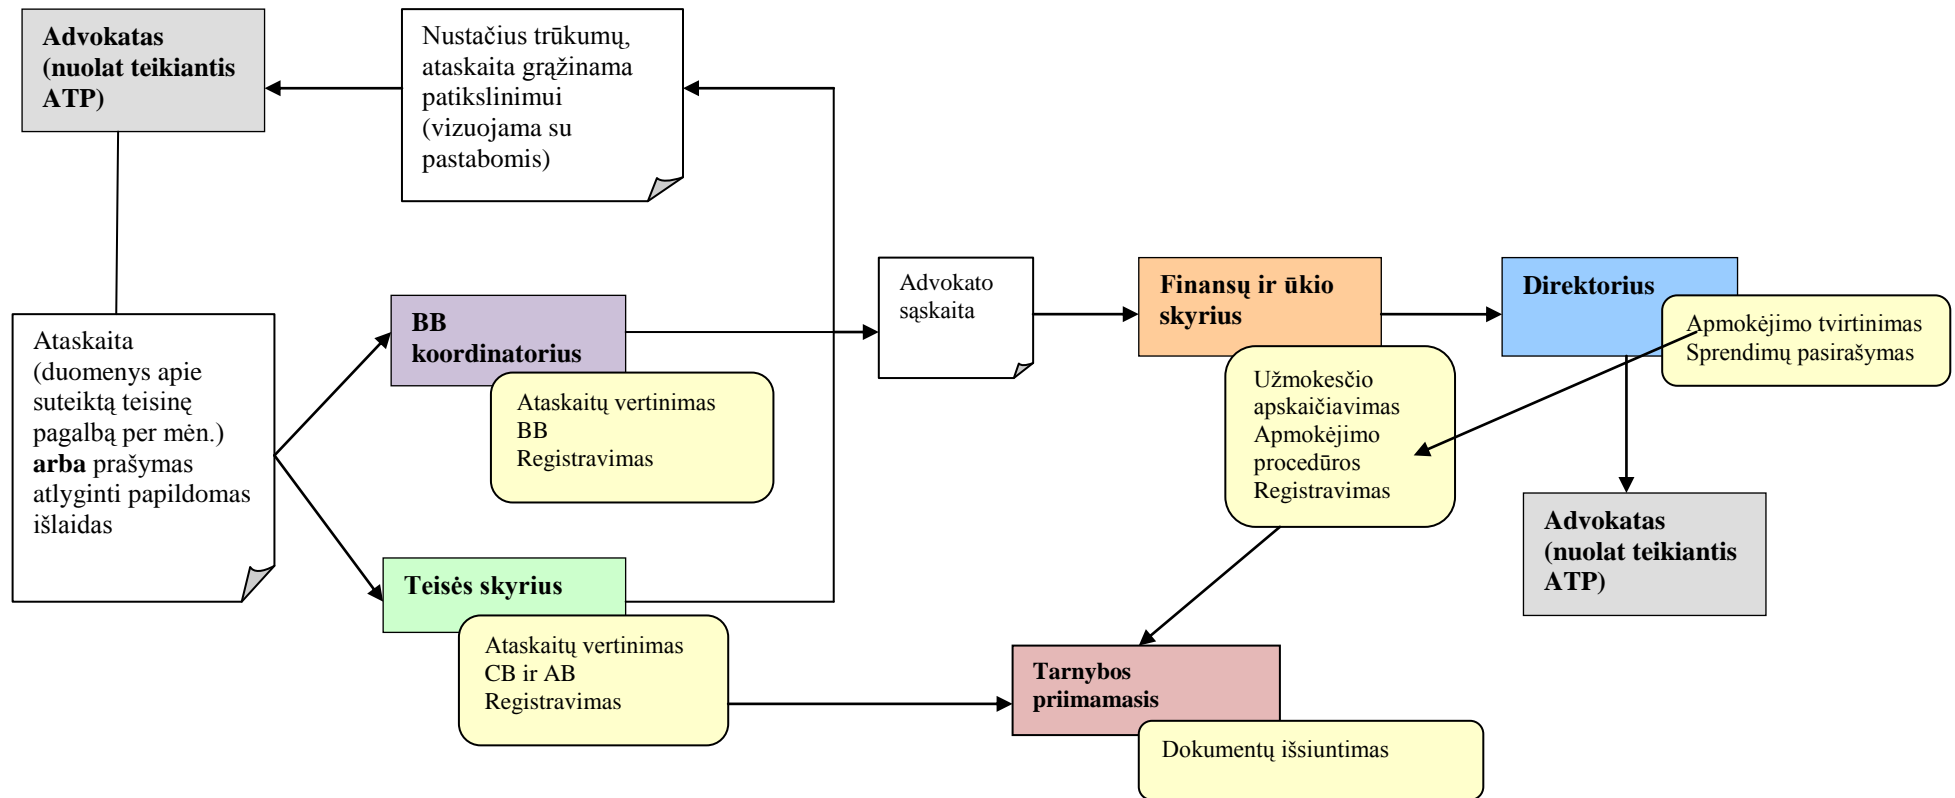 Advokatas
(nuolat teikiantis
ATP)
Nustačius trūkumų,
ataskaita grąžinama
patikslinimui
(vizuojama su
pastabomis)
Ataskaita
(duomenys apie
suteiktą teisinę
pagalbą per mėn.)
arba prašymas
atlyginti papildomas
išlaidas
BB
koordinatorius
Ataskaitų vertinimas
BB
Registravimas
Teisės skyrius
Ataskaitų vertinimas
CB ir AB
Registravimas
Advokato
sąskaita
Finansų ir ūkio
skyrius
Užmokesčio
apskaičiavimas
Apmokėjimo
procedūros
Registravimas
Direktorius
Apmokėjimo tvirtinimas
Sprendimų pasirašymas
Advokatas
(nuolat teikiantis
ATP)
Tarnybos
priimamasis
Dokumentų išsiuntimas